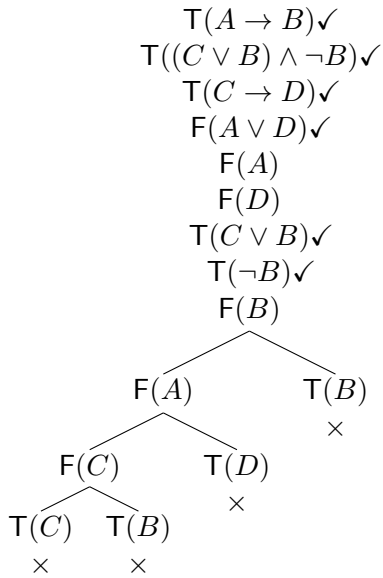 T(A → B)✓
T((C ∨ B) ∧ ¬B)✓
T(C → D)✓
F(A ∨ D)✓
F(A)
F(D)
T(C ∨ B)✓
T(¬B)✓
F(B)
F(A) T(B)
×
F(C) T(D)
×
T(C) T(B)
× ×